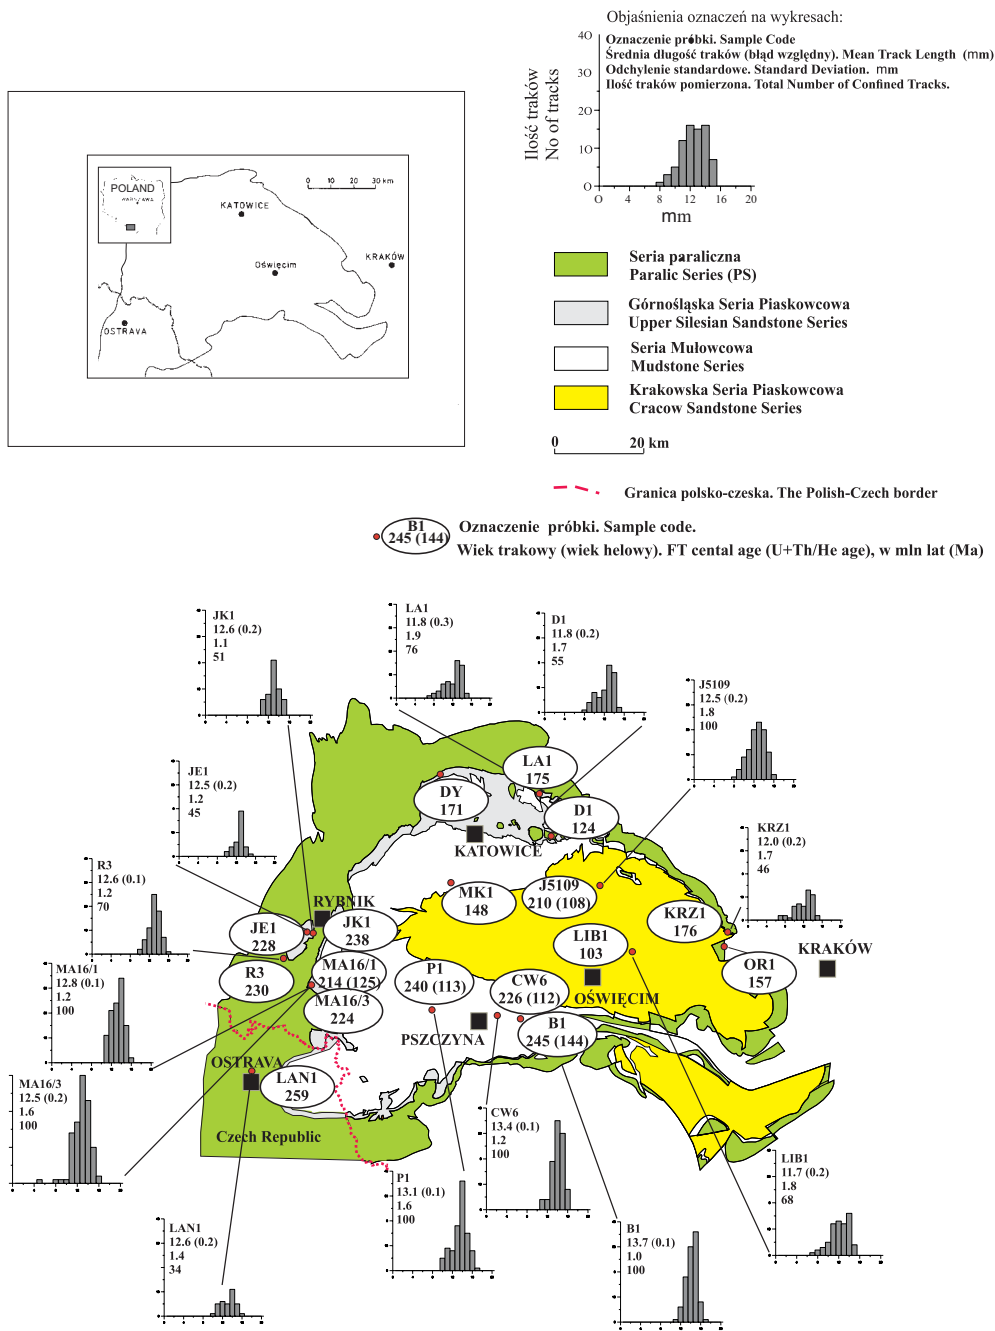 Objaśnienia oznaczeń na wykresach:
Oznaczenie próbki. Sample Code
Średnia długość traków (błąd względny). Mean Track Length (mm)
Odchylenie standardowe. Standard Deviation. mm
Ilość traków pomierzona. Total Number of Confined Tracks.
Ilość traków
No of tracks
40
30
20
10
0
0 4 8 12 16 20
mm
POLAND
WARSZAWA
0 10 20 30 km
KATOWICE
Oświęcim
KRAKÓW
OSTRAVA
Seria paraliczna
Paralic Series (PS)
Górnośląska Seria Piaskowcowa
Upper Silesian Sandstone Series
Seria Mułowcowa
Mudstone Series
Krakowska Seria Piaskowcowa
Cracow Sandstone Series
0 20 km
Granica polsko-czeska. The Polish-Czech border
B1
245 (144)
Oznaczenie próbki. Sample code.
Wiek trakowy (wiek helowy). FT cental age (U+Th/He age), w mln lat (Ma)
JK1
12.6 (0.2)
1.1
51
LA1
11.8 (0.3)
1.9
76
D1
11.8 (0.2)
1.7
55
J5109
12.5 (0.2)
1.8
100
JE1
12.5 (0.2)
1.2
45
KRZ1
12.0 (0.2)
1.7
46
R3
12.6 (0.1)
1.2
70
MA16/1
12.8 (0.1)
1.2
100
MA16/3
12.5 (0.2)
1.6
100
LAN1
12.6 (0.2)
1.4
34
P1
13.1 (0.1)
1.6
100
CW6
13.4 (0.1)
1.2
100
B1
13.7 (0.1)
1.0
100
LIB1
11.7 (0.2)
1.8
68
LA1
175
DY
171
D1
124
KATOWICE
MK1
148
J5109
210 (108)
RYBNIK
JE1
228
JK1
238
KRZ1
176
LIB1
103
KRAKÓW
R3
230
MA16/1
214 (125)
P1
240 (113)
CW6
226 (112)
OR1
157
MA16/3
224
OŚWIĘCIM
PSZCZYNA
B1
245 (144)
OSTRAVA
LAN1
259
Czech Republic